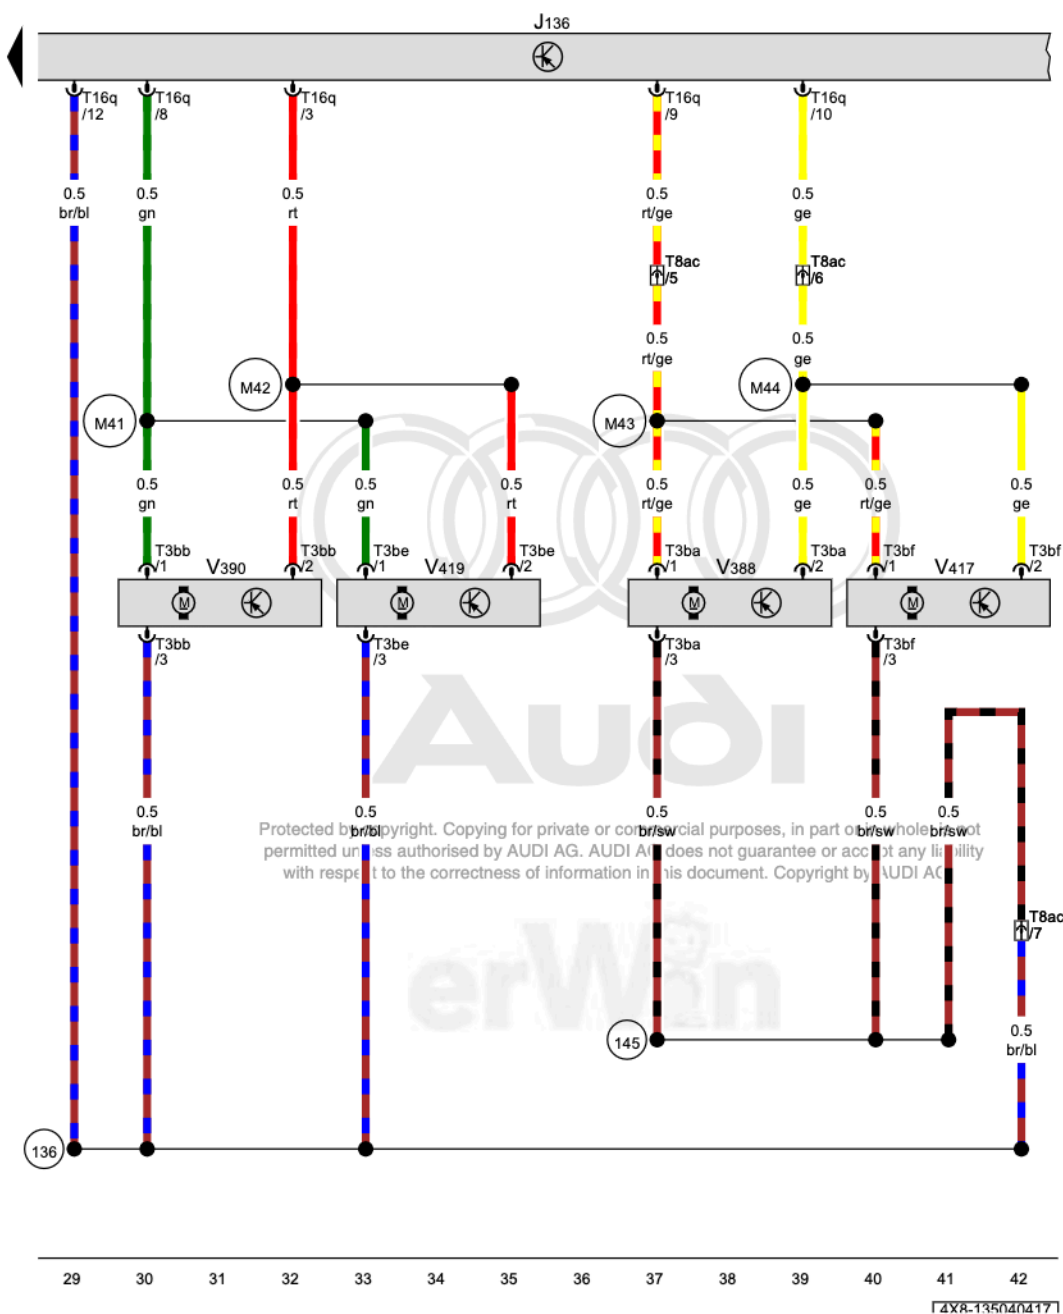 J136
T16q T16q T16q T16q T16q
/12 /8 /3 /9 /10
0.5 0.5 0.5 0.5 0.5
br/bl gn rt rt/ge ge
T8ac T8ac
/5 /6
0.5 0.5
rt/ge ge
M42 M44
M41 M43
0.5 0.5 0.5 0.5 0.5 0.5 0.5 0.5
gn rt gn rt rt/ge ge rt/ge ge
T3bb T3bb T3be T3be T3ba T3ba T3bf T3bf
/1 V390 /2 /1 V419 /2 /1 V388 /2 /1 V417 /2
M M M M
T3bb T3be T3ba T3bf
/3 /3 /3 /3
Audi
0.5 0.5 0.5 0.5 0.5
br/bl br/bl br/sw br/sw br/sw
Protected by copyright. Copying for private or commercial purposes, in part or in whole, is not
permitted unless authorised by AUDI AG. AUDI AG does not guarantee or accept any liability
with respect to the correctness of information in this document. Copyright by AUDI AG.
T8ac
/7
erWin
145
0.5
br/bl
136
29 30 31 32 33 34 35 36 37 38 39 40 41 42
4X8-135040417